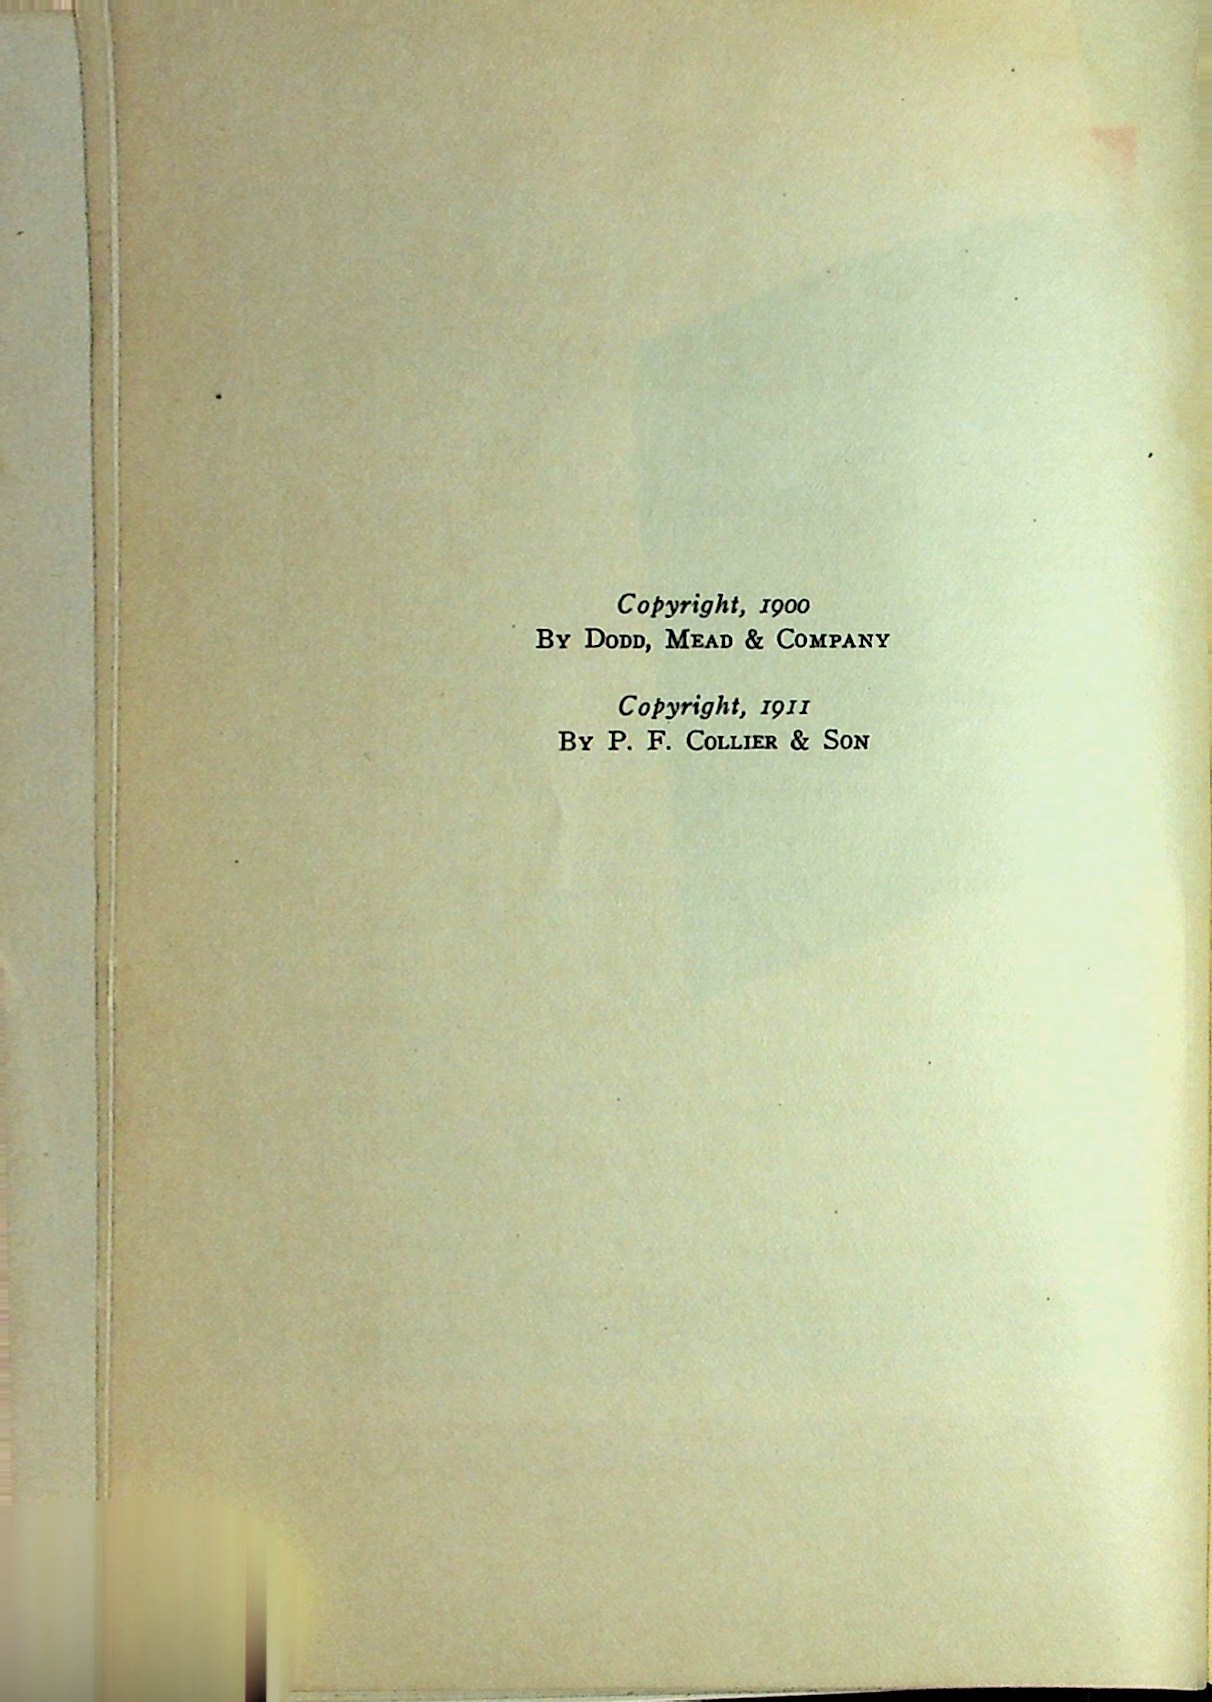 Copyright, 1900
By Dodd, Mead & Company
Copyright, 1911
By P. F. Collier & Son